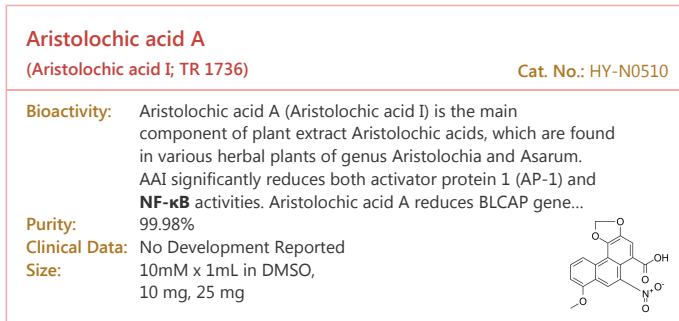 Aristolochic acid A
(Aristolochic acid I; TR 1736) Cat. No.: HY-N0510
Bioactivity: Aristolochic acid A (Aristolochic acid I) is the main
component of plant extract Aristolochic acids, which are found
in various herbal plants of genus Aristolochia and Asarum.
AAI significantly reduces both activator protein 1 (AP-1) and
NF-κB activities. Aristolochic acid A reduces BLCAP gene...
Purity: 99.98%
Clinical Data: No Development Reported
Size: 10mM x 1mL in DMSO,
10 mg, 25 mg
O
O
OH
O
N⁺ O⁻
O
O